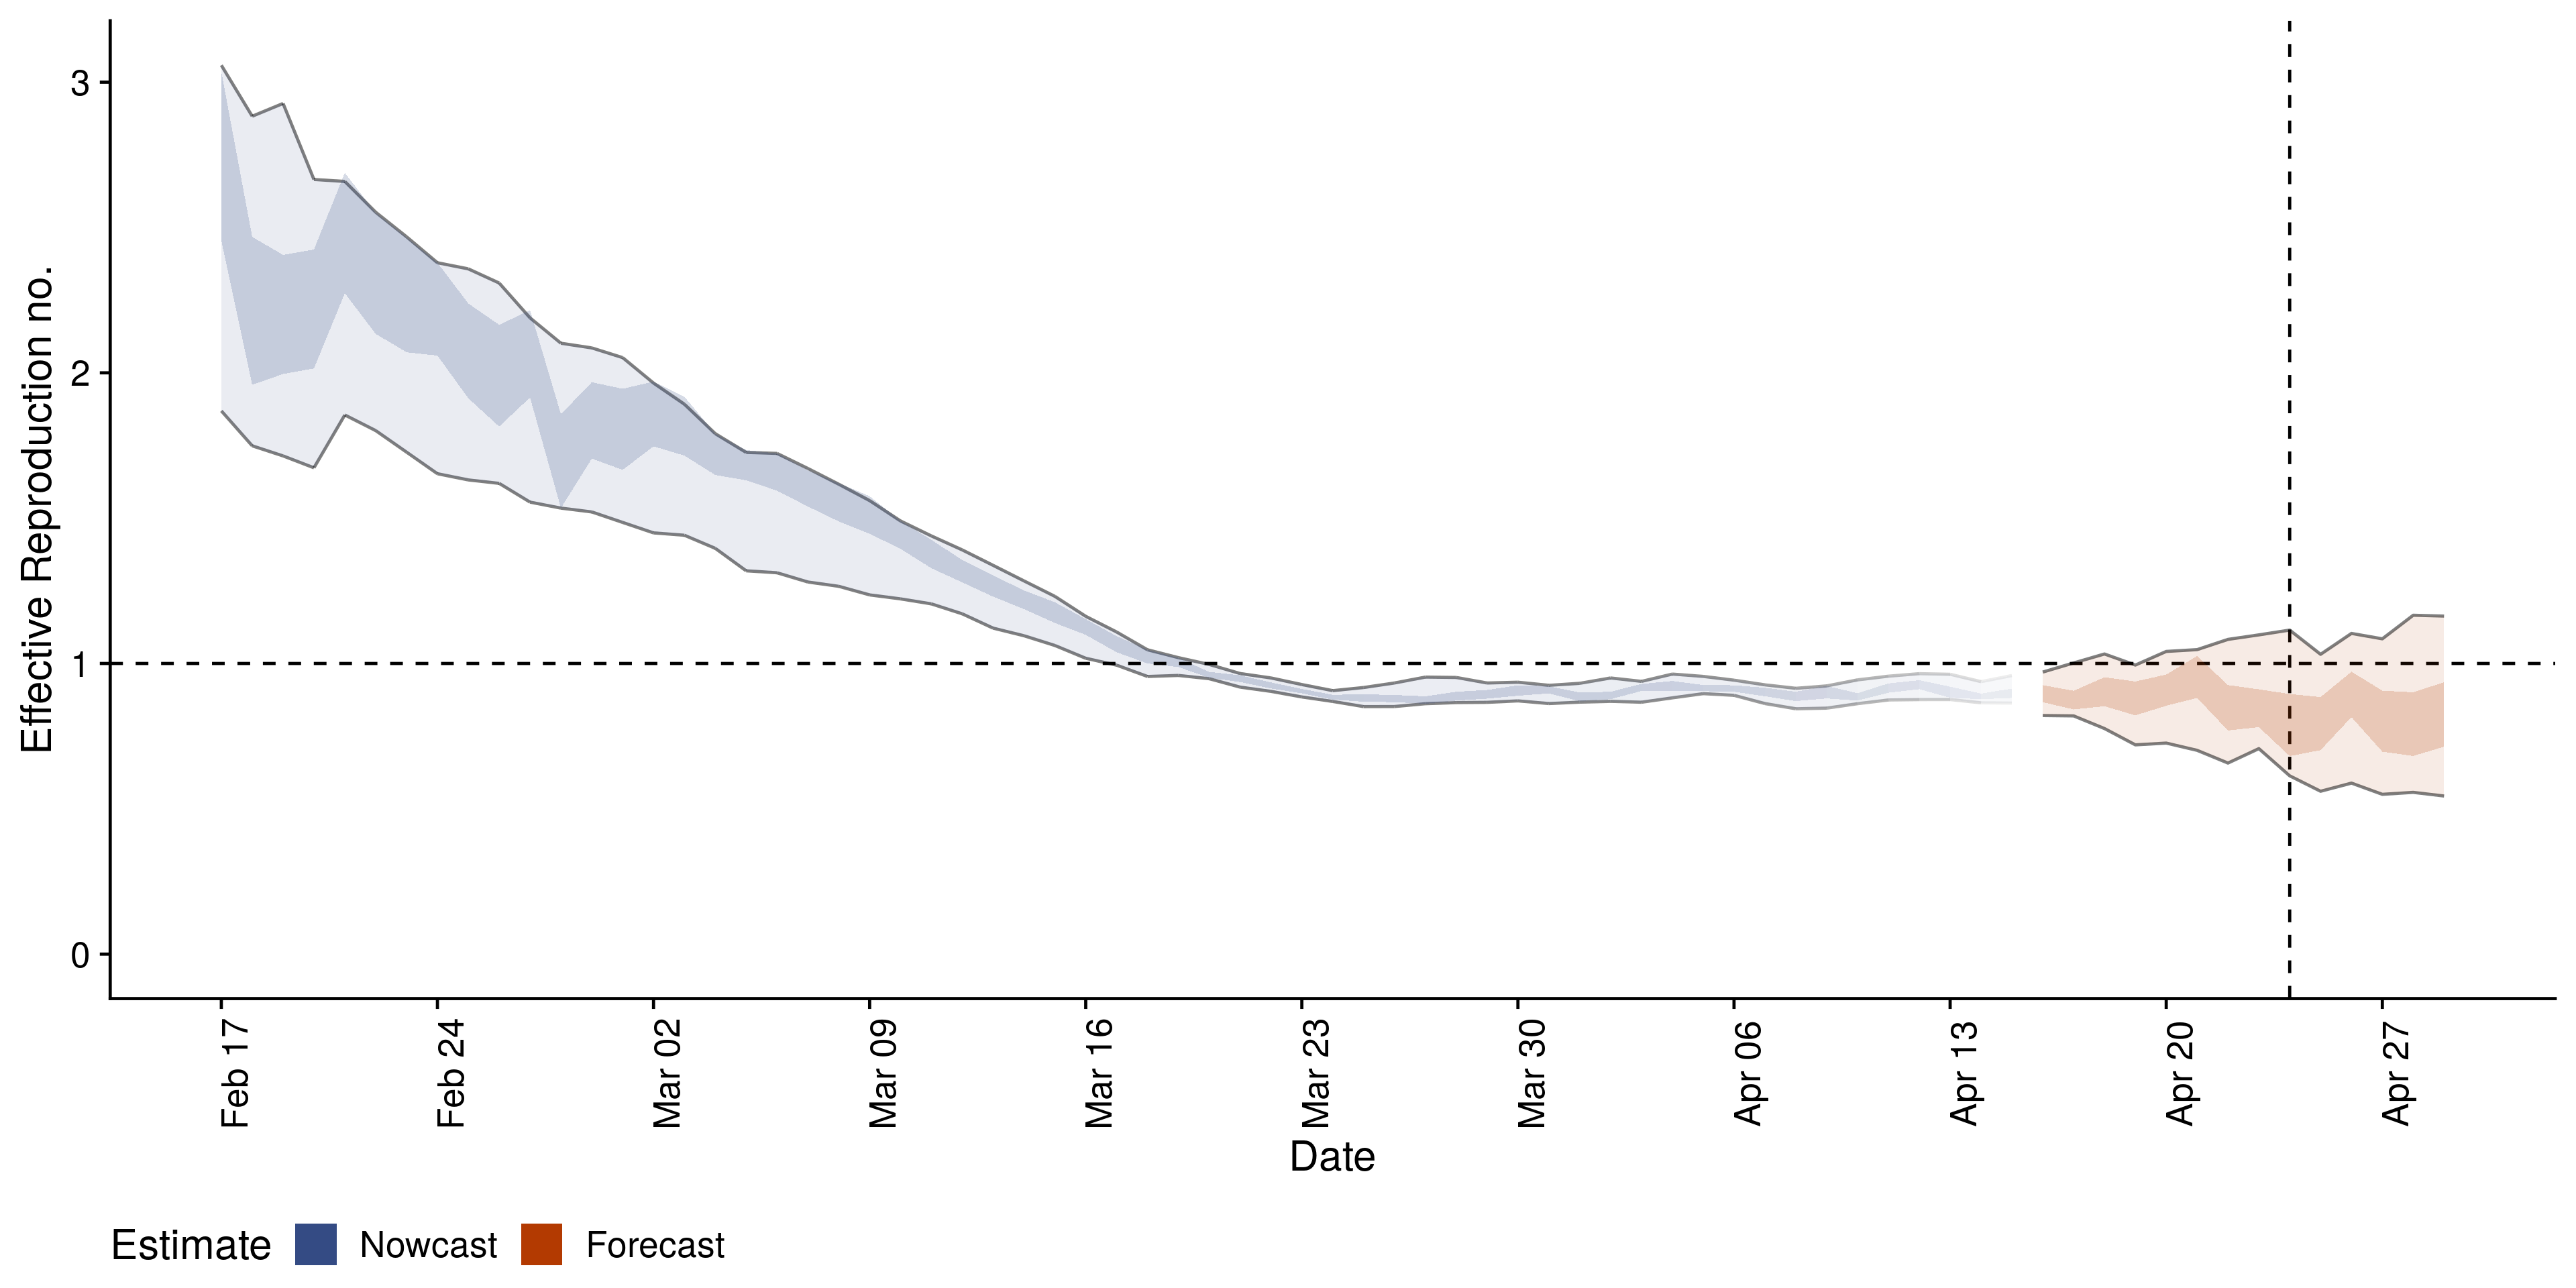 Effective Reproduction no.
3
2
1
0
Feb 17
Feb 24
Mar 02
Mar 09
Mar 16
Mar 23
Mar 30
Apr 06
Apr 13
Apr 20
Apr 27
Date
Estimate Nowcast Forecast